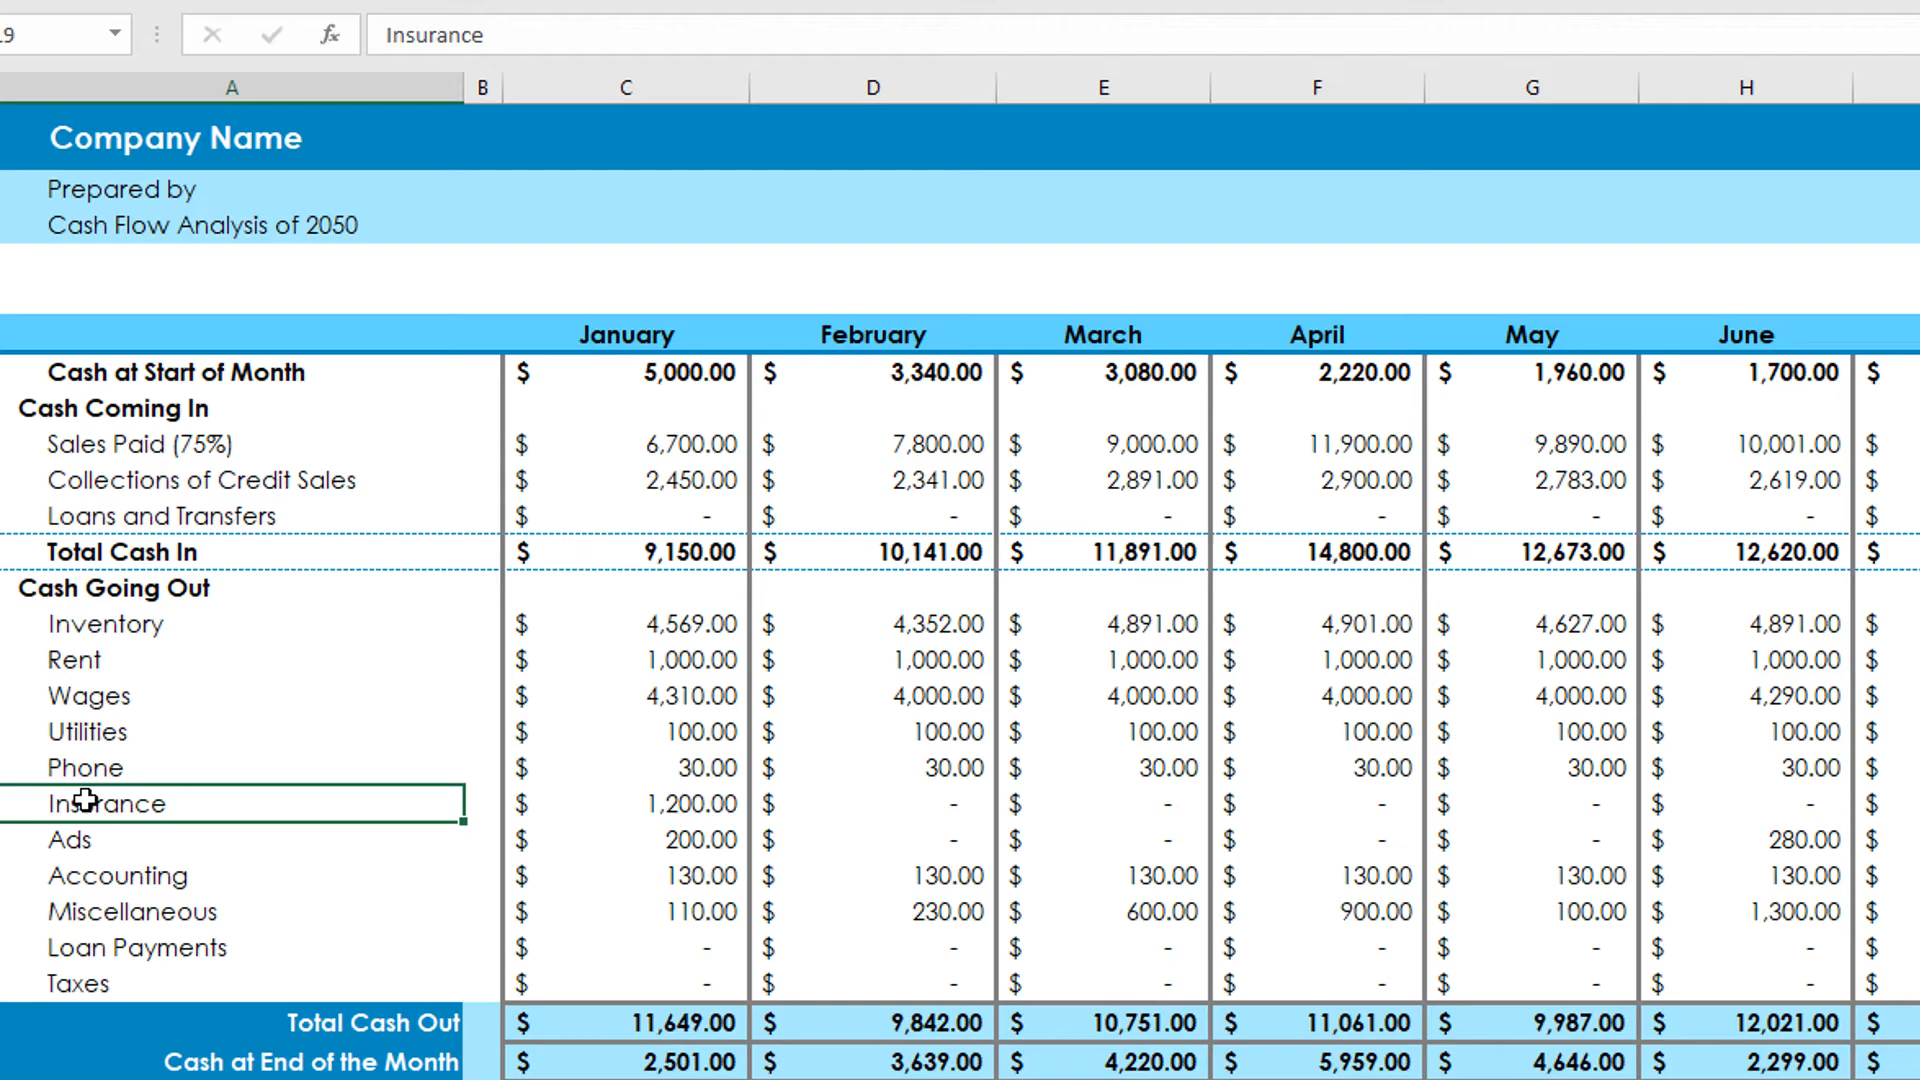 9 fx Insurance
A B C D E F G H
Company Name
Prepared by
Cash Flow Analysis of 2050
January February March April May June
Cash at Start of Month $ 5,000.00 $ 3,340.00 $ 3,080.00 $ 2,220.00 $ 1,960.00 $ 1,700.00 $
Cash Coming In
Sales Paid (75%) $ 6,700.00 $ 7,800.00 $ 9,000.00 $ 11,900.00 $ 9,890.00 $ 10,001.00 $
Collections of Credit Sales $ 2,450.00 $ 2,341.00 $ 2,891.00 $ 2,900.00 $ 2,783.00 $ 2,619.00 $
Loans and Transfers $ - $ - $ - $ - $ - $ - $
Total Cash In $ 9,150.00 $ 10,141.00 $ 11,891.00 $ 14,800.00 $ 12,673.00 $ 12,620.00 $
Cash Going Out
Inventory $ 4,569.00 $ 4,352.00 $ 4,891.00 $ 4,901.00 $ 4,627.00 $ 4,891.00 $
Rent $ 1,000.00 $ 1,000.00 $ 1,000.00 $ 1,000.00 $ 1,000.00 $ 1,000.00 $
Wages $ 4,310.00 $ 4,000.00 $ 4,000.00 $ 4,000.00 $ 4,000.00 $ 4,290.00 $
Utilities $ 100.00 $ 100.00 $ 100.00 $ 100.00 $ 100.00 $ 100.00 $
Phone $ 30.00 $ 30.00 $ 30.00 $ 30.00 $ 30.00 $ 30.00 $
Insurance $ 1,200.00 $ - $ - $ - $ - $ - $
Ads $ 200.00 $ - $ - $ - $ - $ 280.00 $
Accounting $ 130.00 $ 130.00 $ 130.00 $ 130.00 $ 130.00 $ 130.00 $
Miscellaneous $ 110.00 $ 230.00 $ 600.00 $ 900.00 $ 100.00 $ 1,300.00 $
Loan Payments $ - $ - $ - $ - $ - $ - $
Taxes $ - $ - $ - $ - $ - $ - $
Total Cash Out $ 11,649.00 $ 9,842.00 $ 10,751.00 $ 11,061.00 $ 9,987.00 $ 12,021.00 $
Cash at End of the Month $ 2,501.00 $ 3,639.00 $ 4,220.00 $ 5,959.00 $ 4,646.00 $ 2,299.00 $